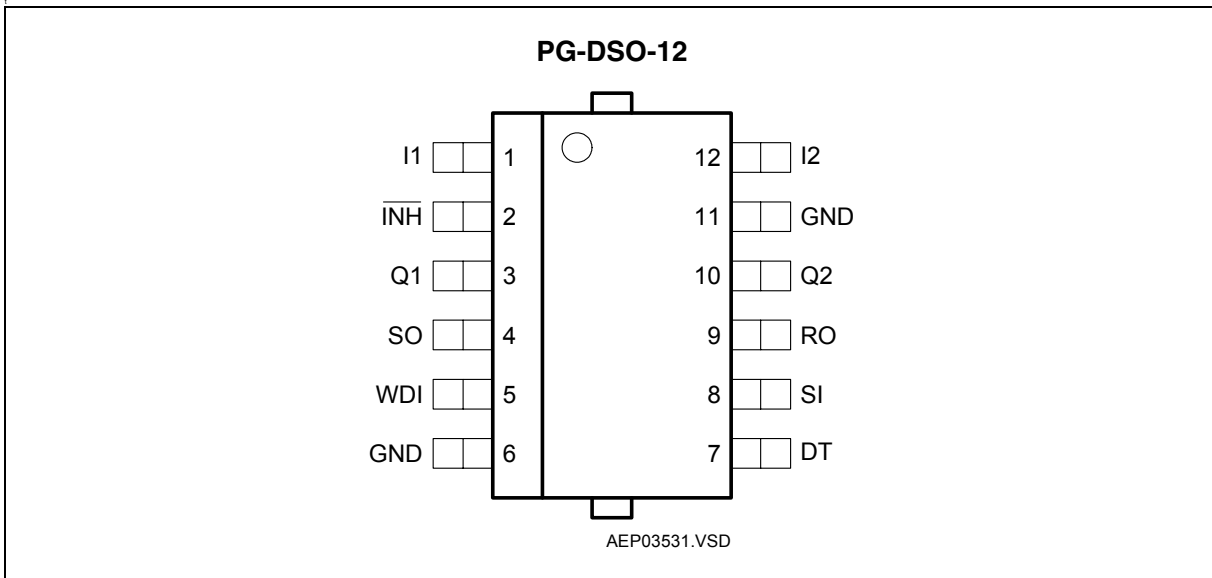 PG-DSO-12
I1 1 12 I2
I̅N̅H̅ 2 11 GND
Q1 3 10 Q2
SO 4 9 RO
WDI 5 8 SI
GND 6 7 DT
AEP03531.VSD